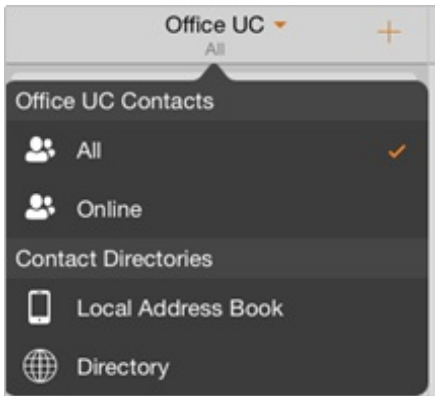 Office UC
All
Office UC Contacts
All
Online
Contact Directories
Local Address Book
Directory